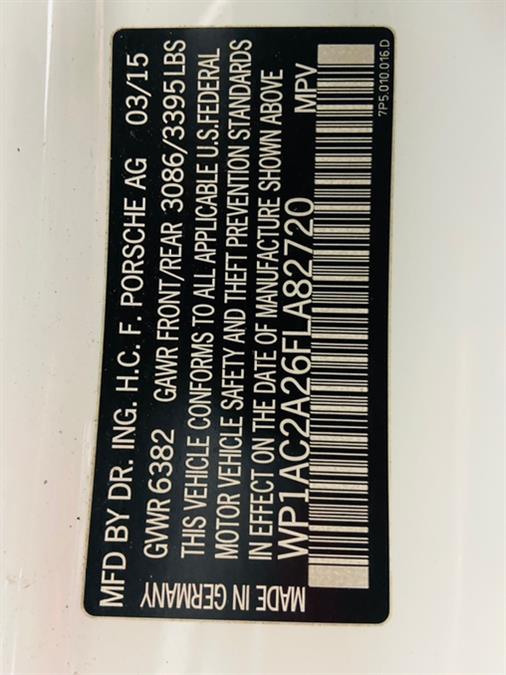 MFD BY DR. ING. H.C. F. PORSCHE AG 03/15
GVWR 6382 GAWR FRONT/REAR 3086/3395LBS
THIS VEHICLE CONFORMS TO ALL APPLICABLE U.S.FEDERAL
MOTOR VEHICLE SAFETY AND THEFT PREVENTION STANDARDS
IN EFFECT ON THE DATE OF MANUFACTURE SHOWN ABOVE
WP1AC2A26FLA82720 MPV
MADE IN GERMANY
7P5.010.016.D